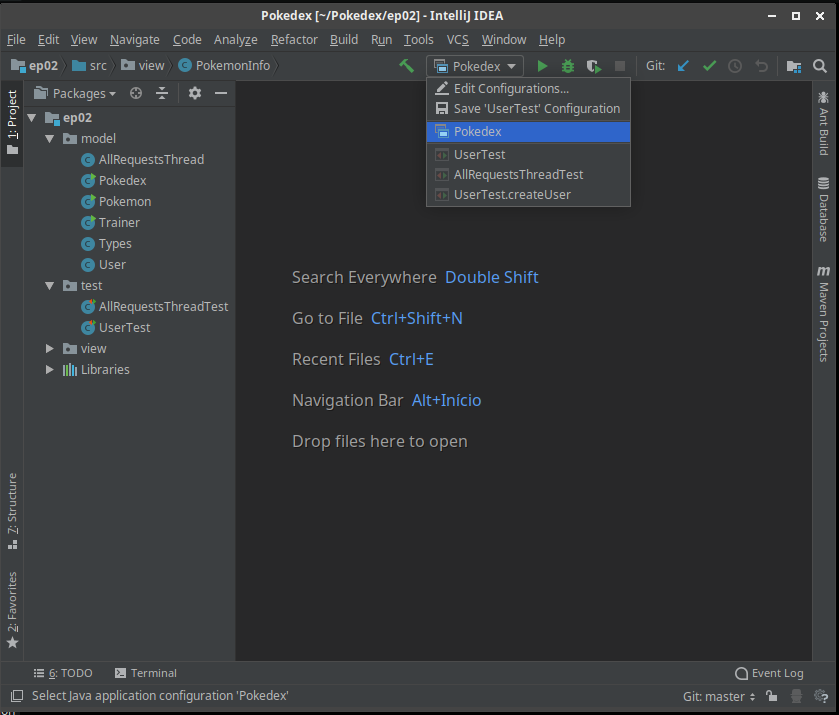 Pokedex [~/Pokedex/ep02] - IntelliJ IDEA
File Edit View Navigate Code Analyze Refactor Build Run Tools VCS Window Help
ep02 src view PokemonInfo Pokedex Git:
Edit Configurations...
Save 'UserTest' Configuration
Pokedex
UserTest
AllRequestsThreadTest
UserTest.createUser
1: Project
7: Structure
2: Favorites
Packages
ep02
model
AllRequestsThread
Pokedex
Pokemon
Trainer
Types
User
test
AllRequestsThreadTest
UserTest
view
Libraries
Search Everywhere Double Shift
Go to File Ctrl+Shift+N
Recent Files Ctrl+E
Navigation Bar Alt+Início
Drop files here to open
Ant Build
Database
m Maven Projects
6: TODO Terminal Event Log
Select Java application configuration 'Pokedex' Git: master